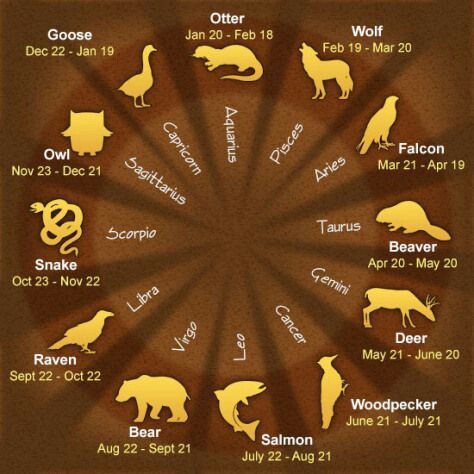 Otter
Jan 20 - Feb 18
Wolf
Feb 19 - Mar 20
Falcon
Mar 21 - Apr 19
Beaver
Apr 20 - May 20
Deer
May 21 - June 20
Woodpecker
June 21 - July 21
Salmon
July 22 - Aug 21
Bear
Aug 22 - Sept 21
Raven
Sept 22 - Oct 22
Snake
Oct 23 - Nov 22
Owl
Nov 23 - Dec 21
Goose
Dec 22 - Jan 19
Aquarius
Pisces
Aries
Taurus
Gemini
Cancer
Leo
Virgo
Libra
Scorpio
Sagittarius
Capricorn